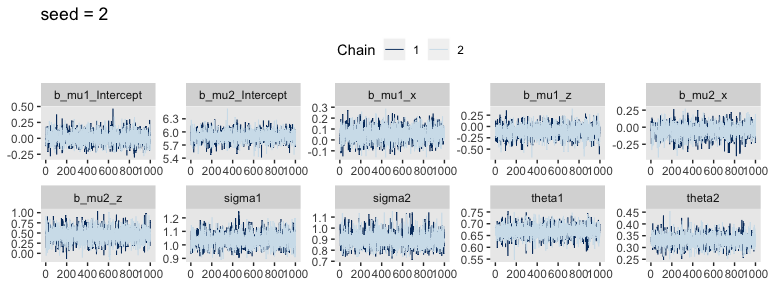 seed = 2
Chain 1 2
b_mu1_Intercept b_mu2_Intercept b_mu1_x b_mu1_z b_mu2_x
0.50 0.25 0.00 -0.25
6.3 6.0 5.7 5.4
0.3 0.2 0.1 0.0 -0.1
0.25 0.00 -0.25 -0.50
0.25 0.00 -0.25
0 200 400 600 800 1000 0 200 400 600 800 1000 0 200 400 600 800 1000 0 200 400 600 800 1000 0 200 400 600 800 1000
b_mu2_z sigma1 sigma2 theta1 theta2
1.00 0.75 0.50 0.25 0.00
1.2 1.1 1.0 0.9
1.1 1.0 0.9 0.8 0.7
0.75 0.70 0.65 0.60 0.55
0.45 0.40 0.35 0.30 0.25
0 200 400 600 800 1000 0 200 400 600 800 1000 0 200 400 600 800 1000 0 200 400 600 800 1000 0 200 400 600 800 1000